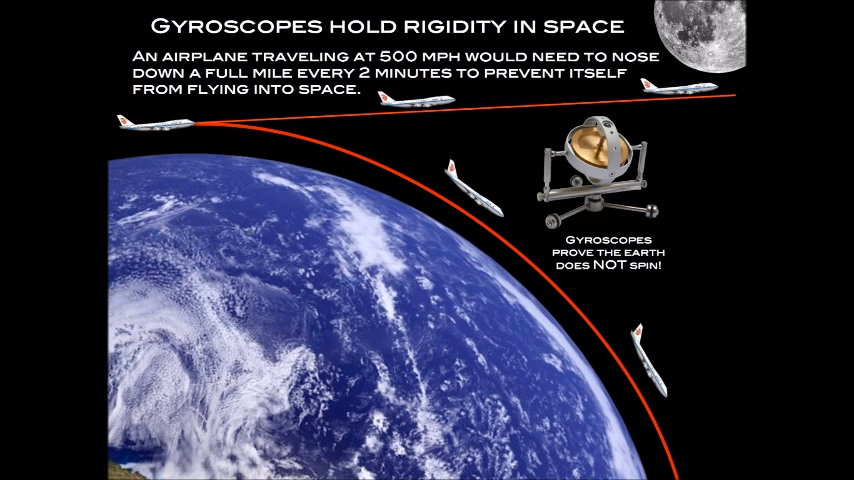 Gyroscopes hold rigidity in space
An airplane traveling at 500 mph would need to nose
down a full mile every 2 minutes to prevent itself
from flying into space.
Gyroscopes
prove the earth
does NOT spin!